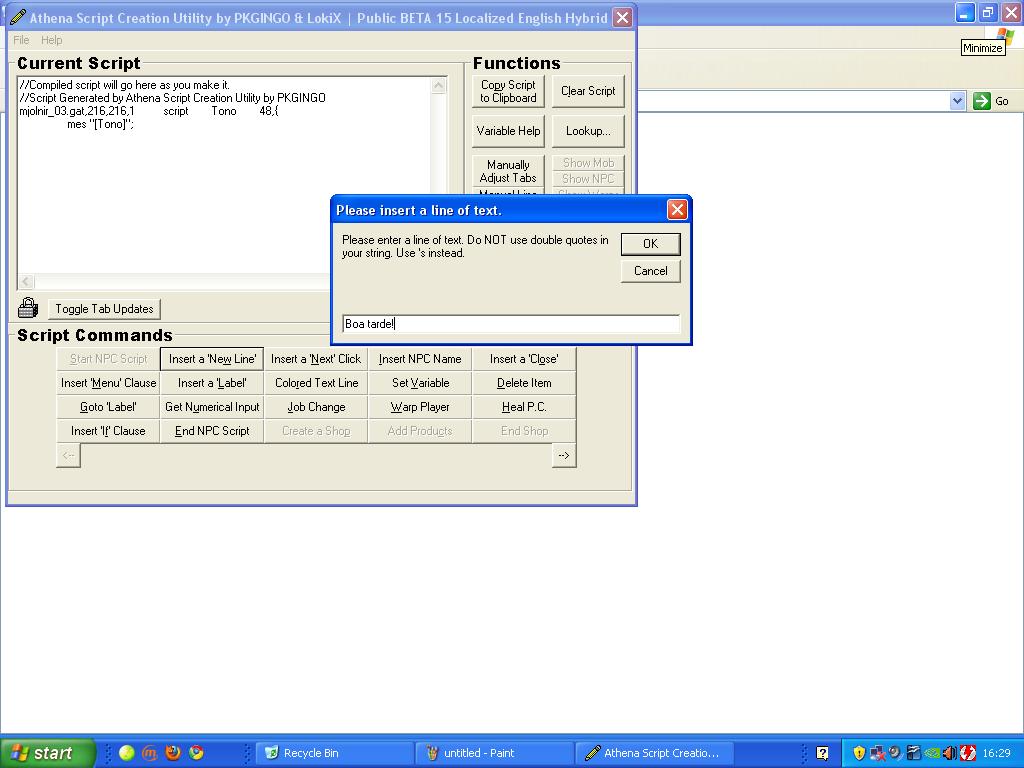 Athena Script Creation Utility by PKGINGO & LokiX | Public BETA 15 Localized English Hybrid
File Help
Minimize
Current Script
//Compiled script will go here as you make it.
//Script Generated by Athena Script Creation Utility by PKGINGO
mjolnir_03.gat,216,216,1 script Tono 48,{
mes "[Tono]";
Functions
Copy Script to Clipboard
Clear Script
Variable Help
Lookup...
Manually Adjust Tabs
Show Mob
Show NPC
Go
Please insert a line of text.
Please enter a line of text. Do NOT use double quotes in
your string. Use 's instead.
OK
Cancel
Boa tarde!
Toggle Tab Updates
Script Commands
Start NPC Script Insert a 'New Line' Insert a 'Next' Click Insert NPC Name Insert a 'Close'
Insert 'Menu' Clause Insert a 'Label' Colored Text Line Set Variable Delete Item
Goto 'Label' Get Numerical Input Job Change Warp Player Heal P.C.
Insert 'If' Clause End NPC Script Create a Shop Add Products End Shop
<-- -->
start Recycle Bin untitled - Paint Athena Script Creatio... 16:29